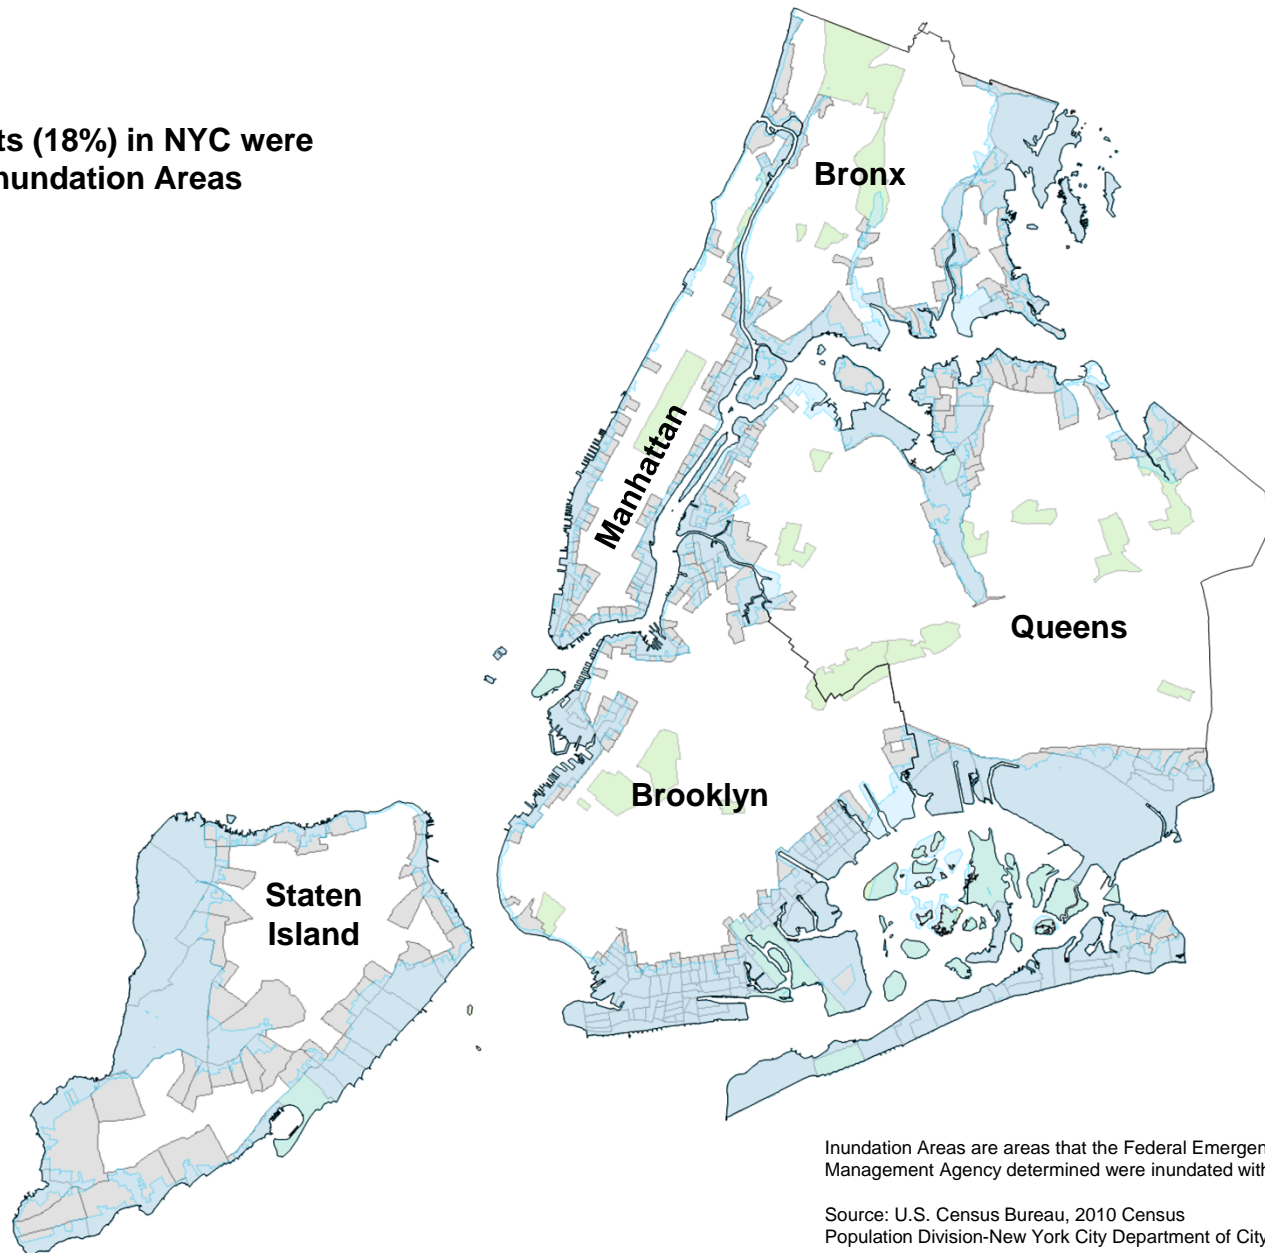 ts (18%) in NYC were
nundation Areas
Bronx
Manhattan
Queens
Brooklyn
Staten
Island
Inundation Areas are areas that the Federal Emergen
Management Agency determined were inundated with
Source: U.S. Census Bureau, 2010 Census
Population Division-New York City Department of City